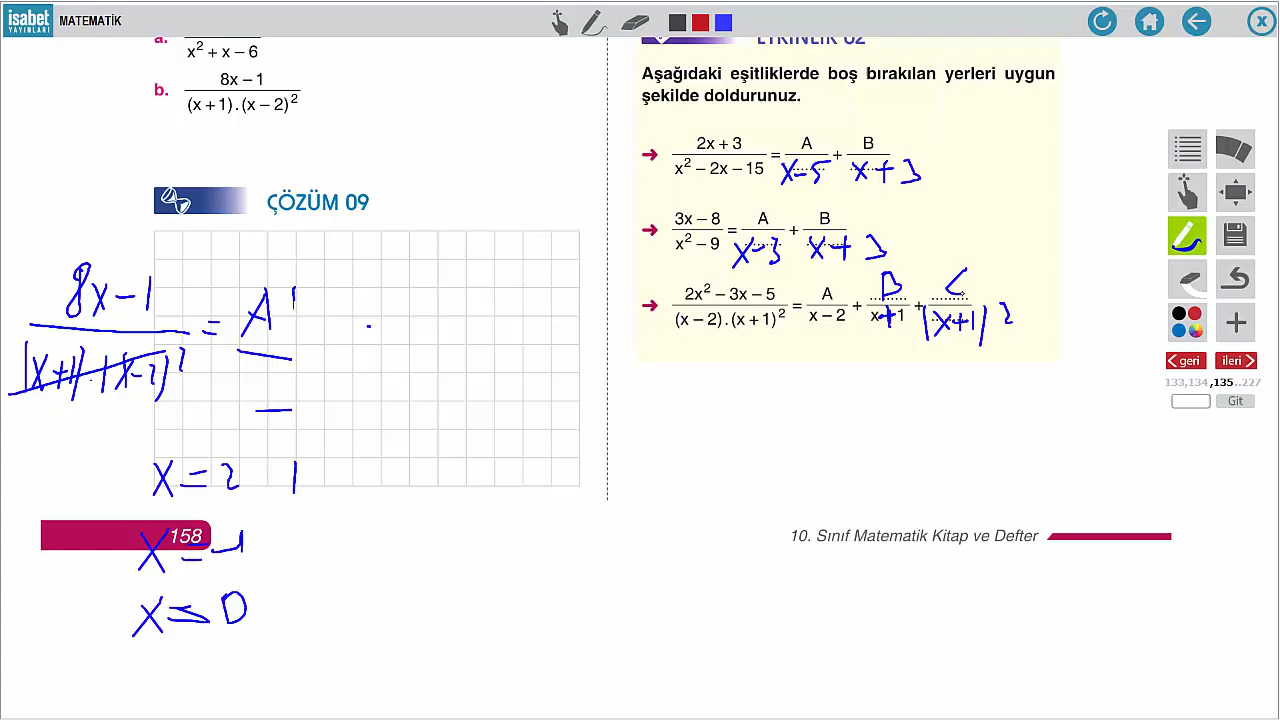 isabet
YAYINLARI
MATEMATİK
a.
x² + x – 6
b.
8x – 1
(x + 1) . (x – 2)²
ÇÖZÜM 09
8x – 1
(x+1) . (x–2)²
= A
x = 2
x = –1
x = 0
158
ETKİNLİK 02
Aşağıdaki eşitliklerde boş bırakılan yerleri uygun
şekilde doldurunuz.
2x + 3 / x² – 2x – 15 = A / x–5 + B / x+3
3x – 8 / x² – 9 = A / x–3 + B / x+3
2x² – 3x – 5 / (x – 2) . (x + 1)² = A / x – 2 + B / x + 1 + C / (x+1)²
10. Sınıf Matematik Kitap ve Defter
geri
ileri
133,134,135..227
Git